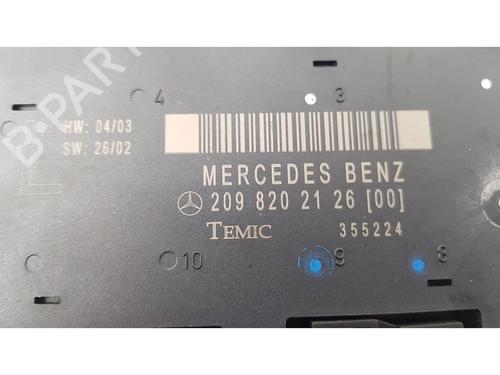 B-PARTS
4
3
HW: 04/03
SW: 26/02
MERCEDES BENZ
209 820 21 26 [00]
TEMIC 355224
10
9
8